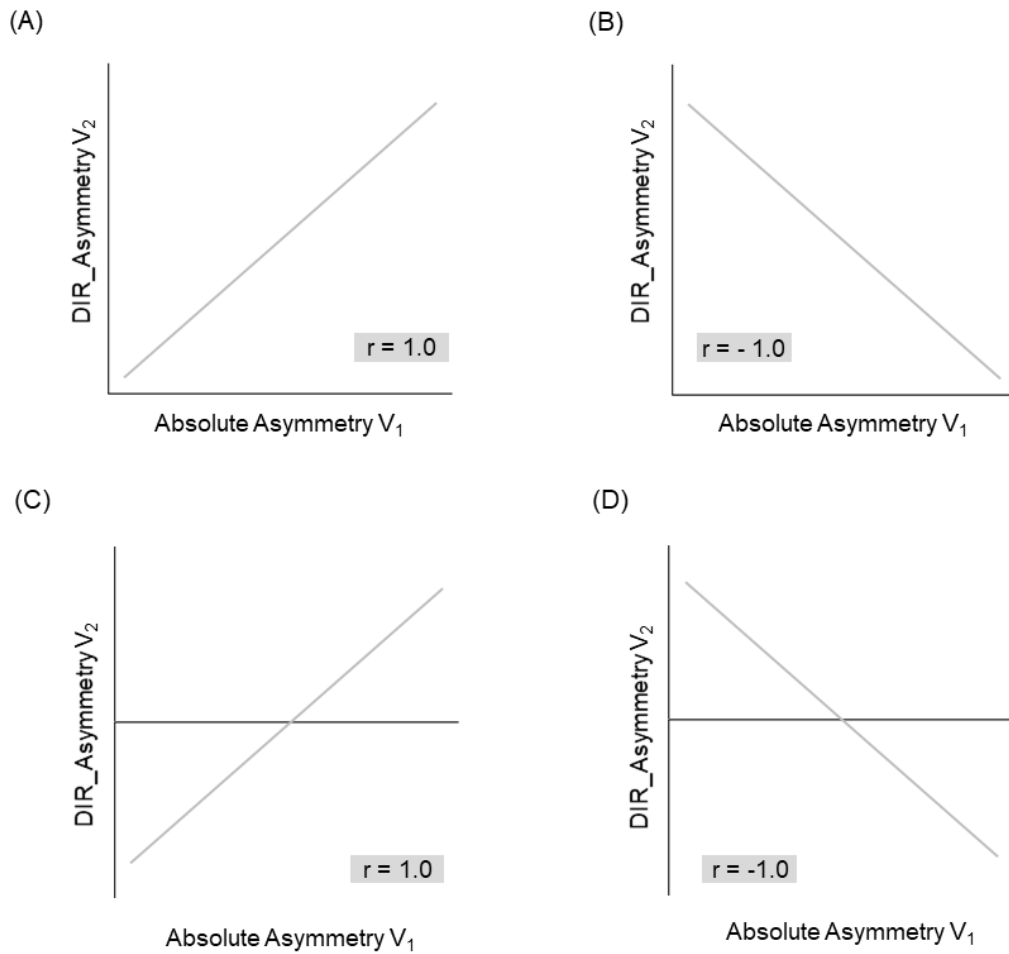 (A)
DIR_Asymmetry V₂
r = 1.0
Absolute Asymmetry V₁
(B)
DIR_Asymmetry V₂
r = - 1.0
Absolute Asymmetry V₁
(C)
DIR_Asymmetry V₂
r = 1.0
Absolute Asymmetry V₁
(D)
DIR_Asymmetry V₂
r = -1.0
Absolute Asymmetry V₁